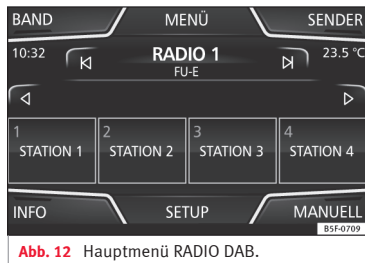 BAND MENÜ SENDER
10:32 RADIO 1 23.5 °C
FU-E
1 2 3 4
STATION 1 STATION 2 STATION 3 STATION 4
INFO SETUP MANUELL
B5F-0709
Abb. 12 Hauptmenü RADIO DAB.